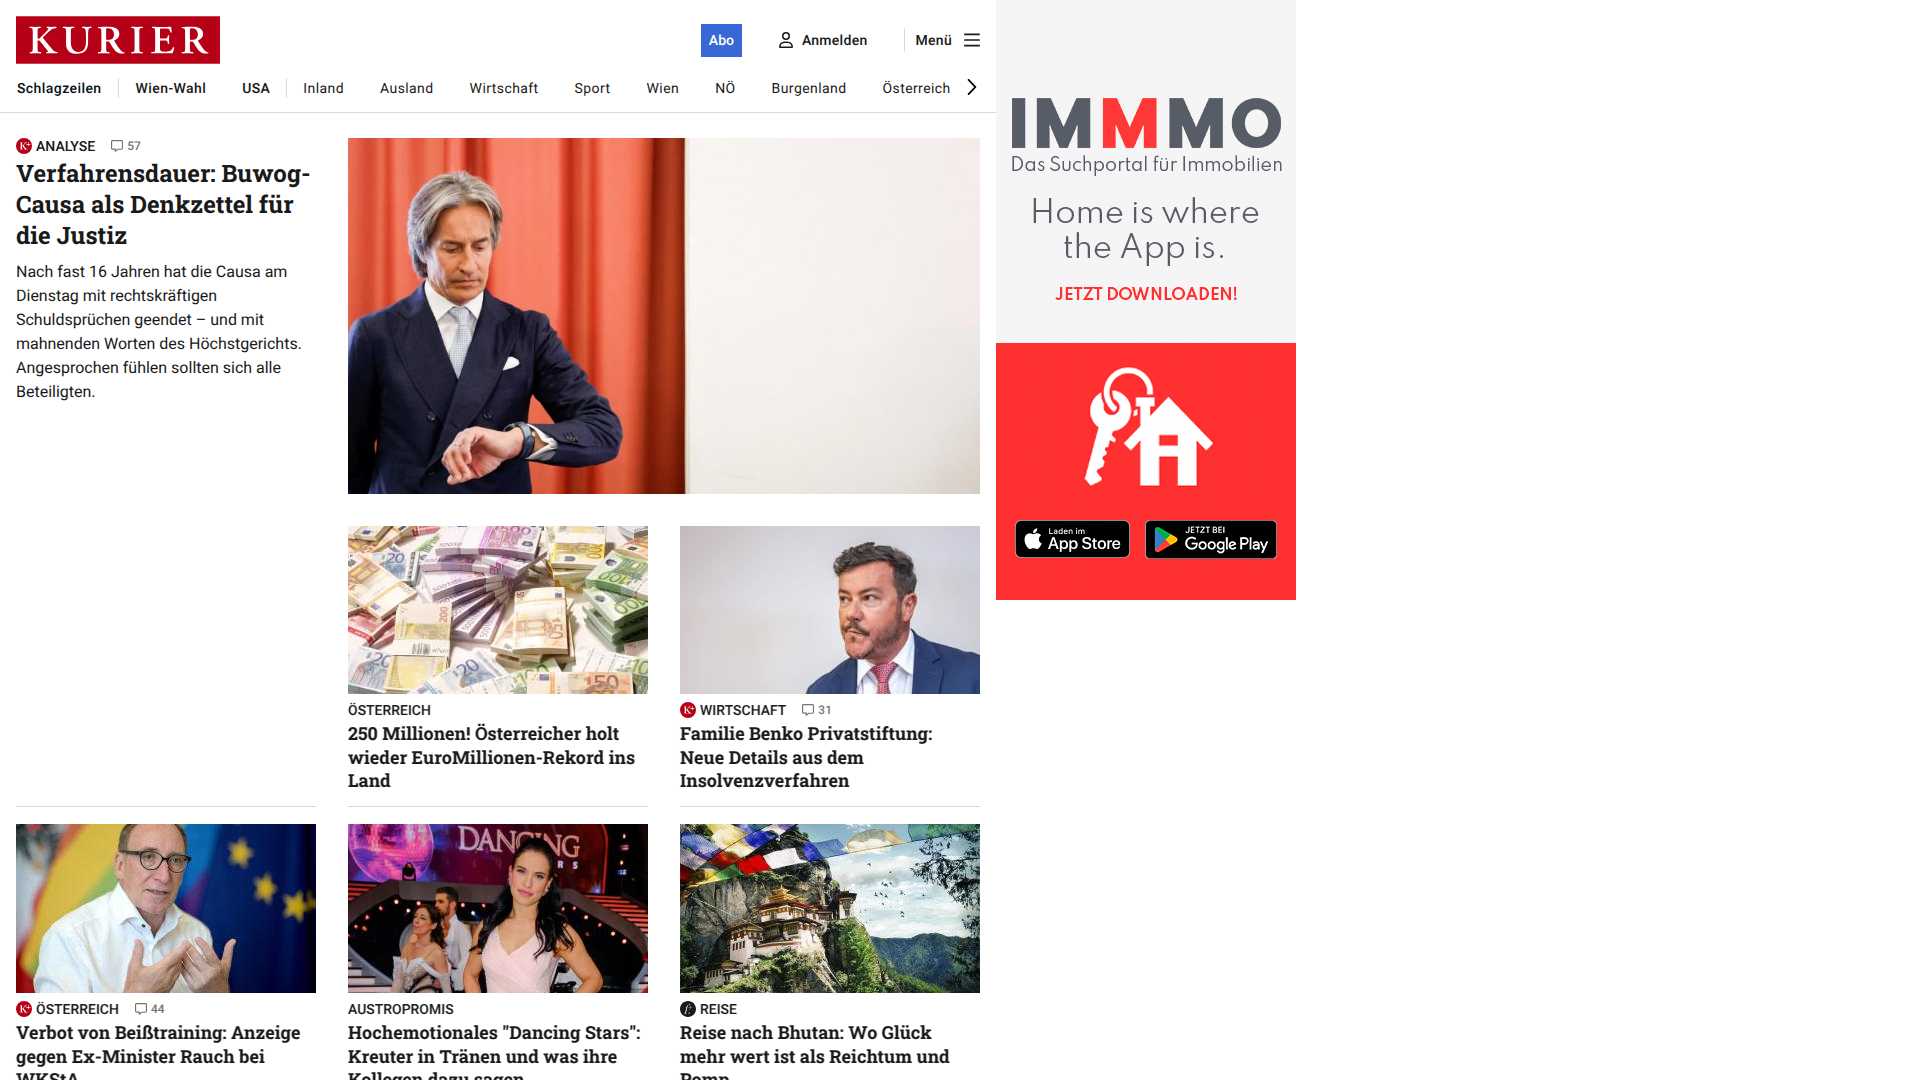 KURIER
Abo
Anmelden
Menü
Schlagzeilen
Wien-Wahl
USA
Inland
Ausland
Wirtschaft
Sport
Wien
NÖ
Burgenland
Österreich
ANALYSE 57
Verfahrensdauer: Buwog-
Causa als Denkzettel für
die Justiz
Nach fast 16 Jahren hat die Causa am
Dienstag mit rechtskräftigen
Schuldsprüchen geendet – und mit
mahnenden Worten des Höchstgerichts.
Angesprochen fühlen sollten sich alle
Beteiligten.
ÖSTERREICH
250 Millionen! Österreicher holt
wieder EuroMillionen-Rekord ins
Land
WIRTSCHAFT 31
Familie Benko Privatstiftung:
Neue Details aus dem
Insolvenzverfahren
ÖSTERREICH 44
Verbot von Beißtraining: Anzeige
gegen Ex-Minister Rauch bei
WKStA
DANCING
AUSTROPROMIS
Hochemotionales "Dancing Stars":
Kreuter in Tränen und was ihre
Kollegen dazu sagen
REISE
Reise nach Bhutan: Wo Glück
mehr wert ist als Reichtum und
Pomp
IMMMO
Das Suchportal für Immobilien
Home is where
the App is.
JETZT DOWNLOADEN!
Laden im
App Store
JETZT BEI
Google Play